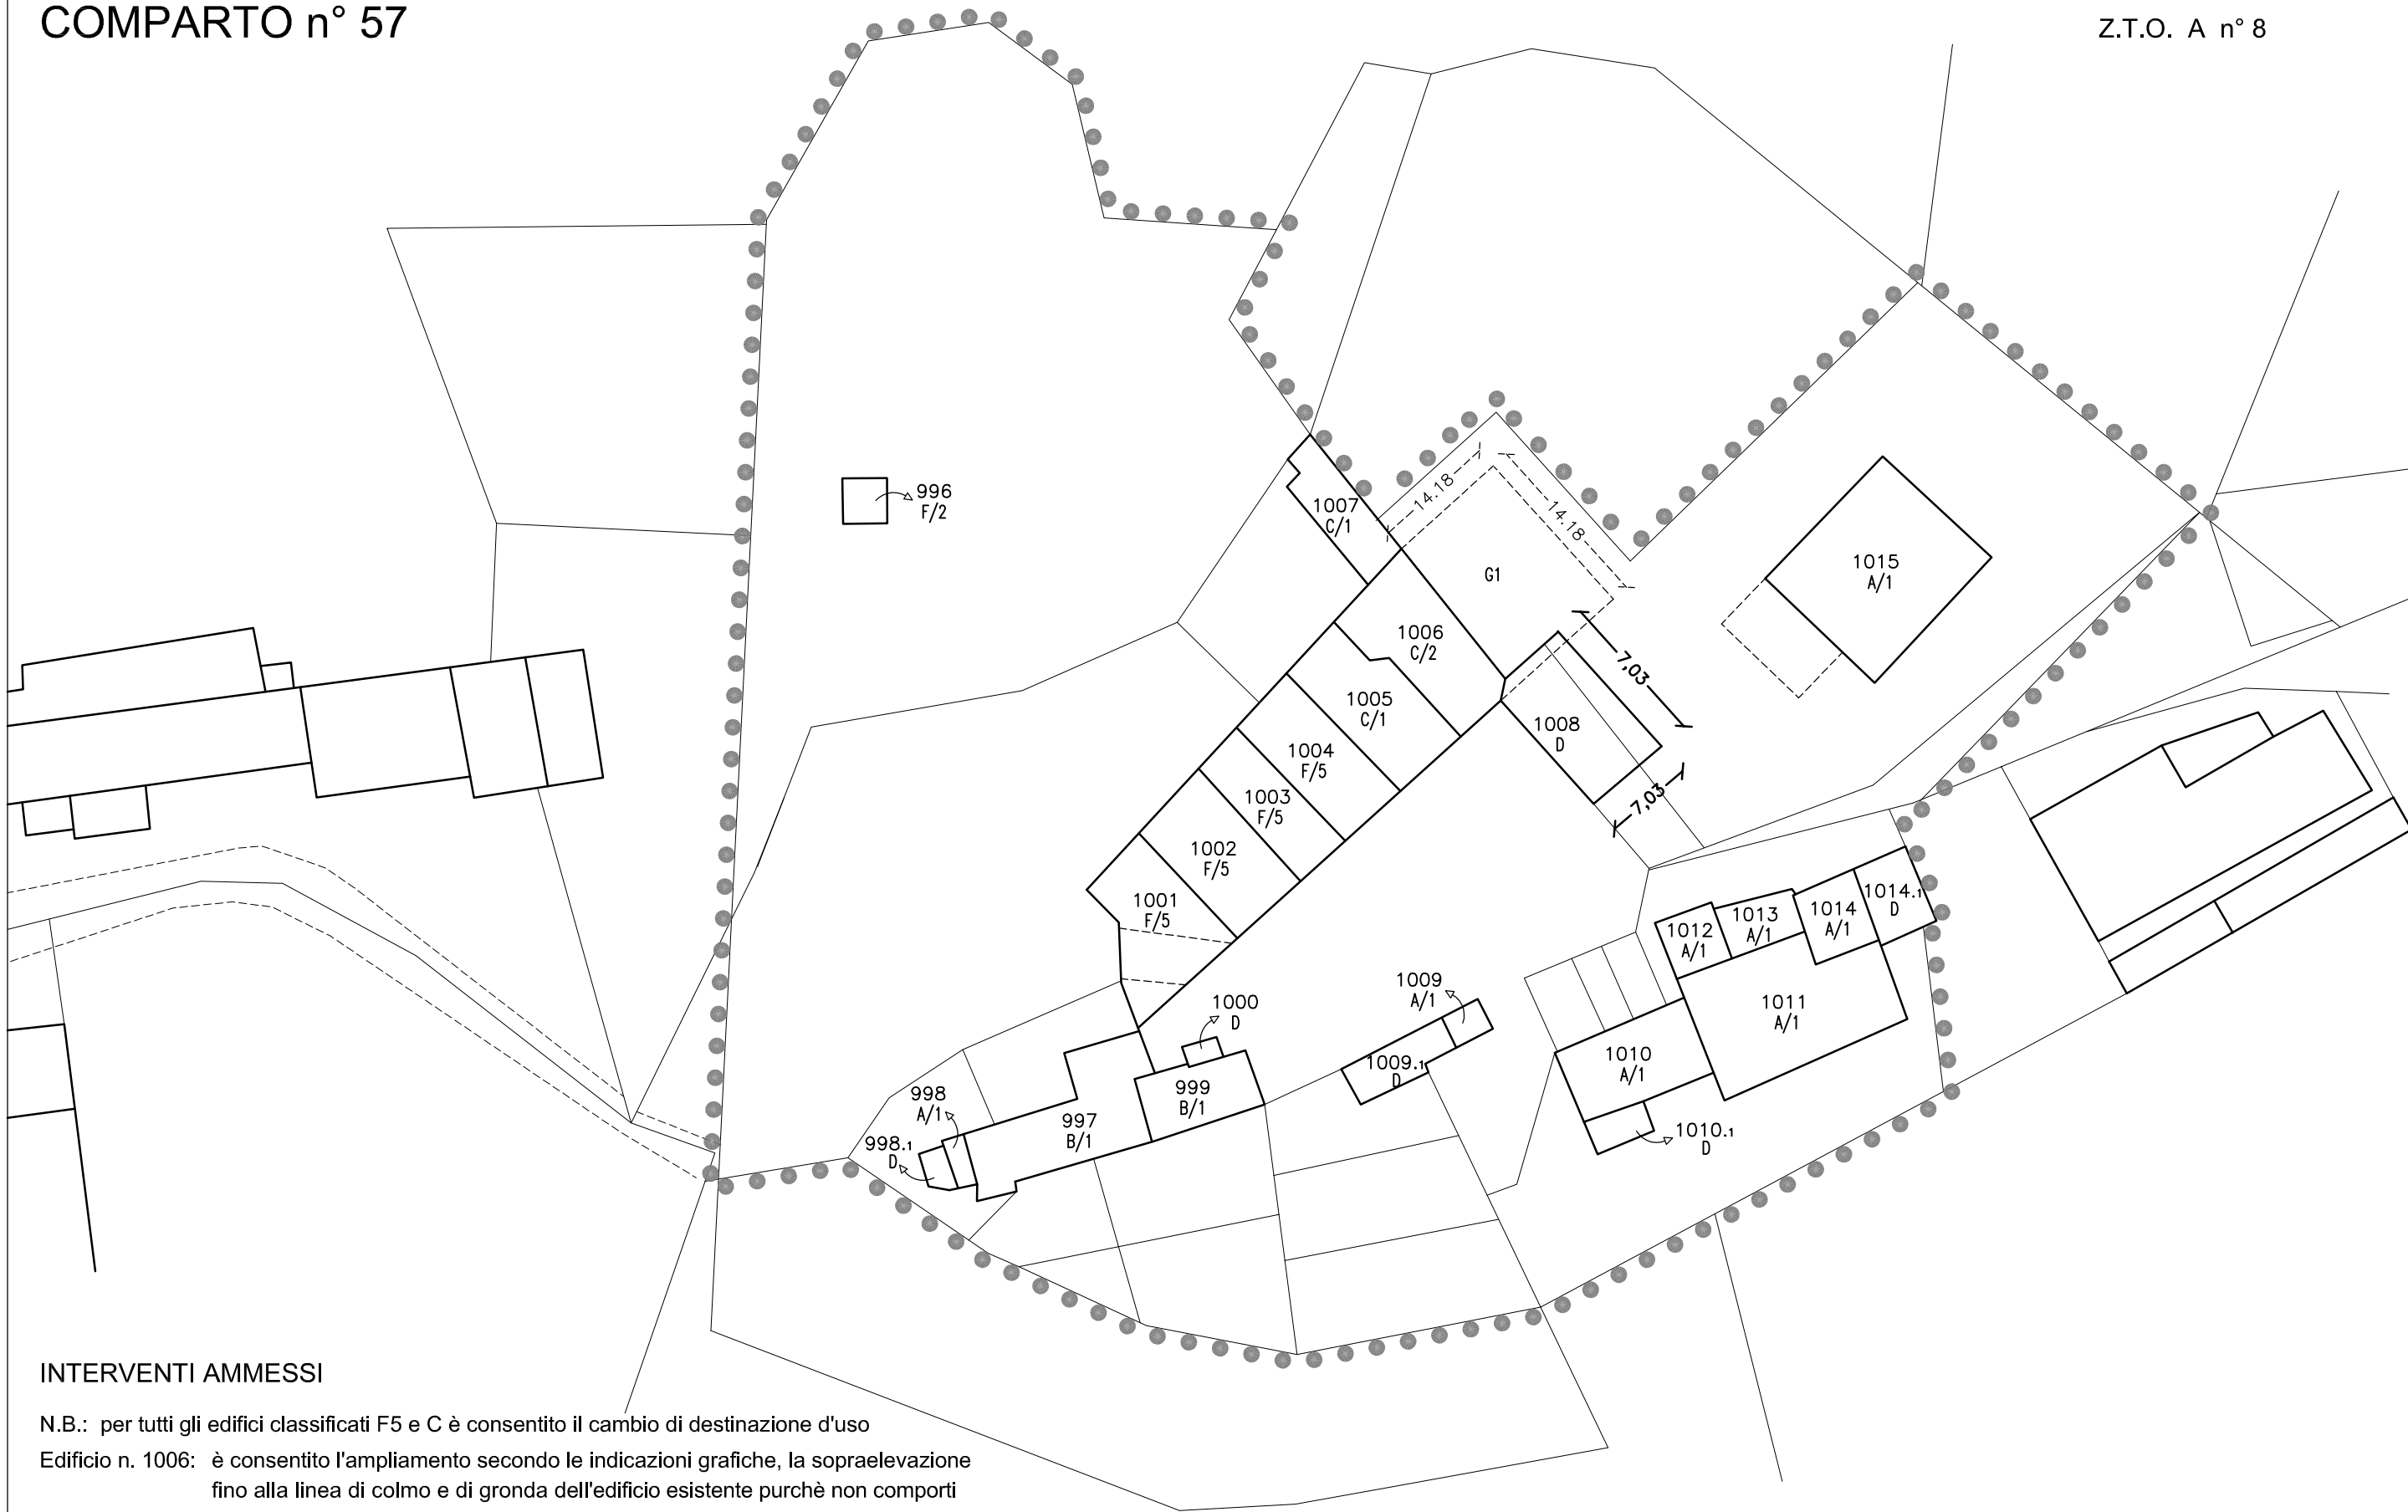 COMPARTO n° 57
Z.T.O. A n° 8
996
F/2
1007
C/1
14.18
14.18
G1
1015
A/1
1006
C/2
7,03
1005
C/1
1008
D
1004
F/5
7,03
1003
F/5
1002
F/5
1001
F/5
1014.1
D
1014
A/1
1013
A/1
1012
A/1
1009
A/1
1000
D
1011
A/1
1010
A/1
1009.1
D
999
B/1
998
A/1
997
B/1
998.1
D
1010.1
D
INTERVENTI AMMESSI
N.B.: per tutti gli edifici classificati F5 e C è consentito il cambio di destinazione d'uso
Edificio n. 1006: è consentito l'ampliamento secondo le indicazioni grafiche, la sopraelevazione
fino alla linea di colmo e di gronda dell'edificio esistente purchè non comporti